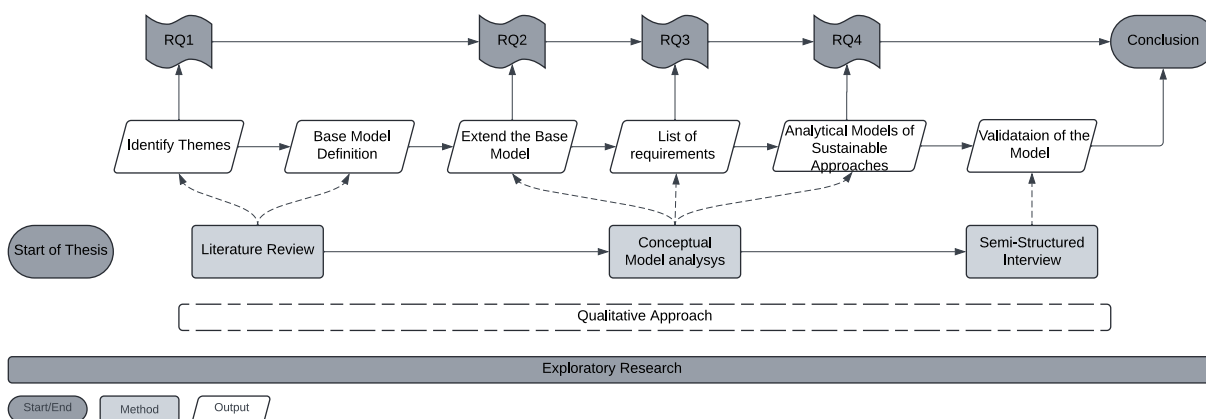 RQ1
RQ2
RQ3
RQ4
Conclusion
Identify Themes
Base Model
Definition
Extend the Base
Model
List of
requirements
Analytical Models of
Sustainable
Approaches
Validataion of the
Model
Start of Thesis
Literature Review
Conceptual
Model analysys
Semi-Structured
Interview
Qualitative Approach
Exploratory Research
Start/End
Method
Output